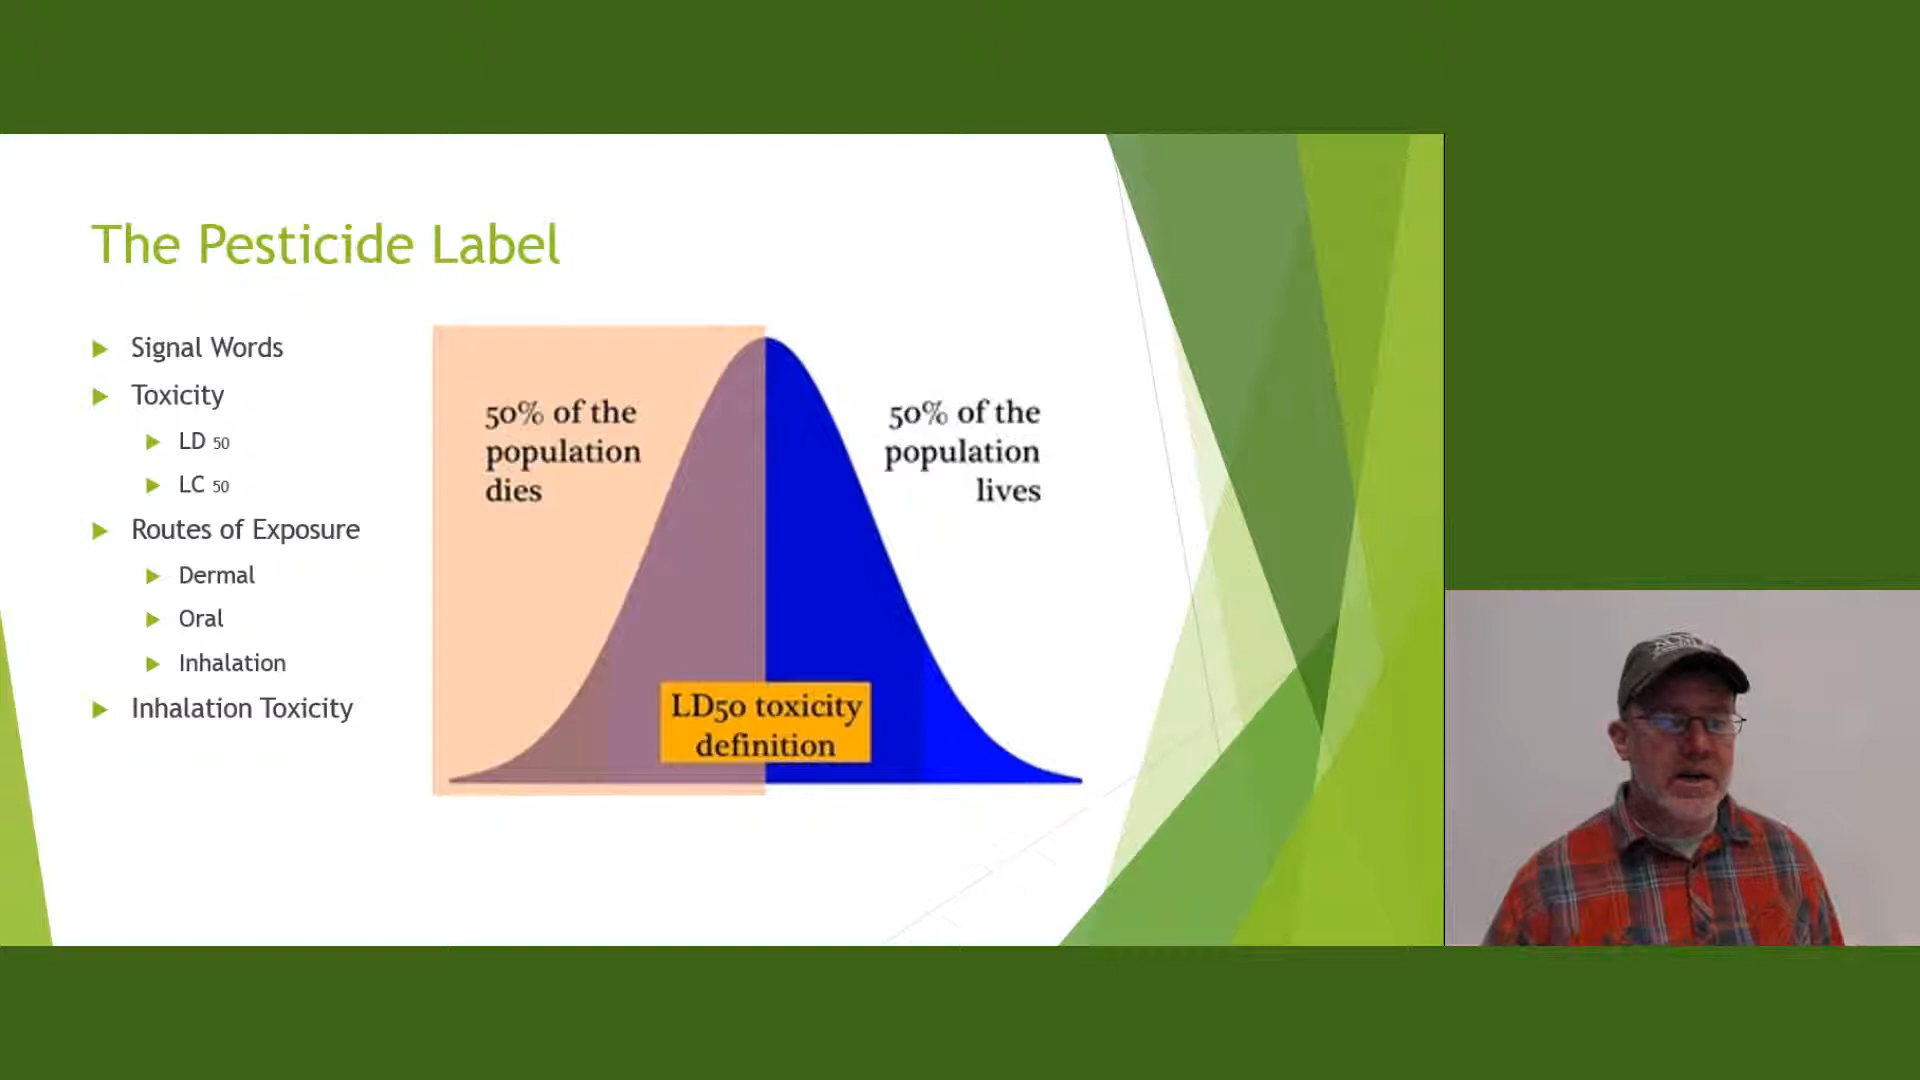 The Pesticide Label
Signal Words
Toxicity
LD 50
LC 50
Routes of Exposure
Dermal
Oral
Inhalation
Inhalation Toxicity
50% of the
population
dies
50% of the
population
lives
LD50 toxicity
definition